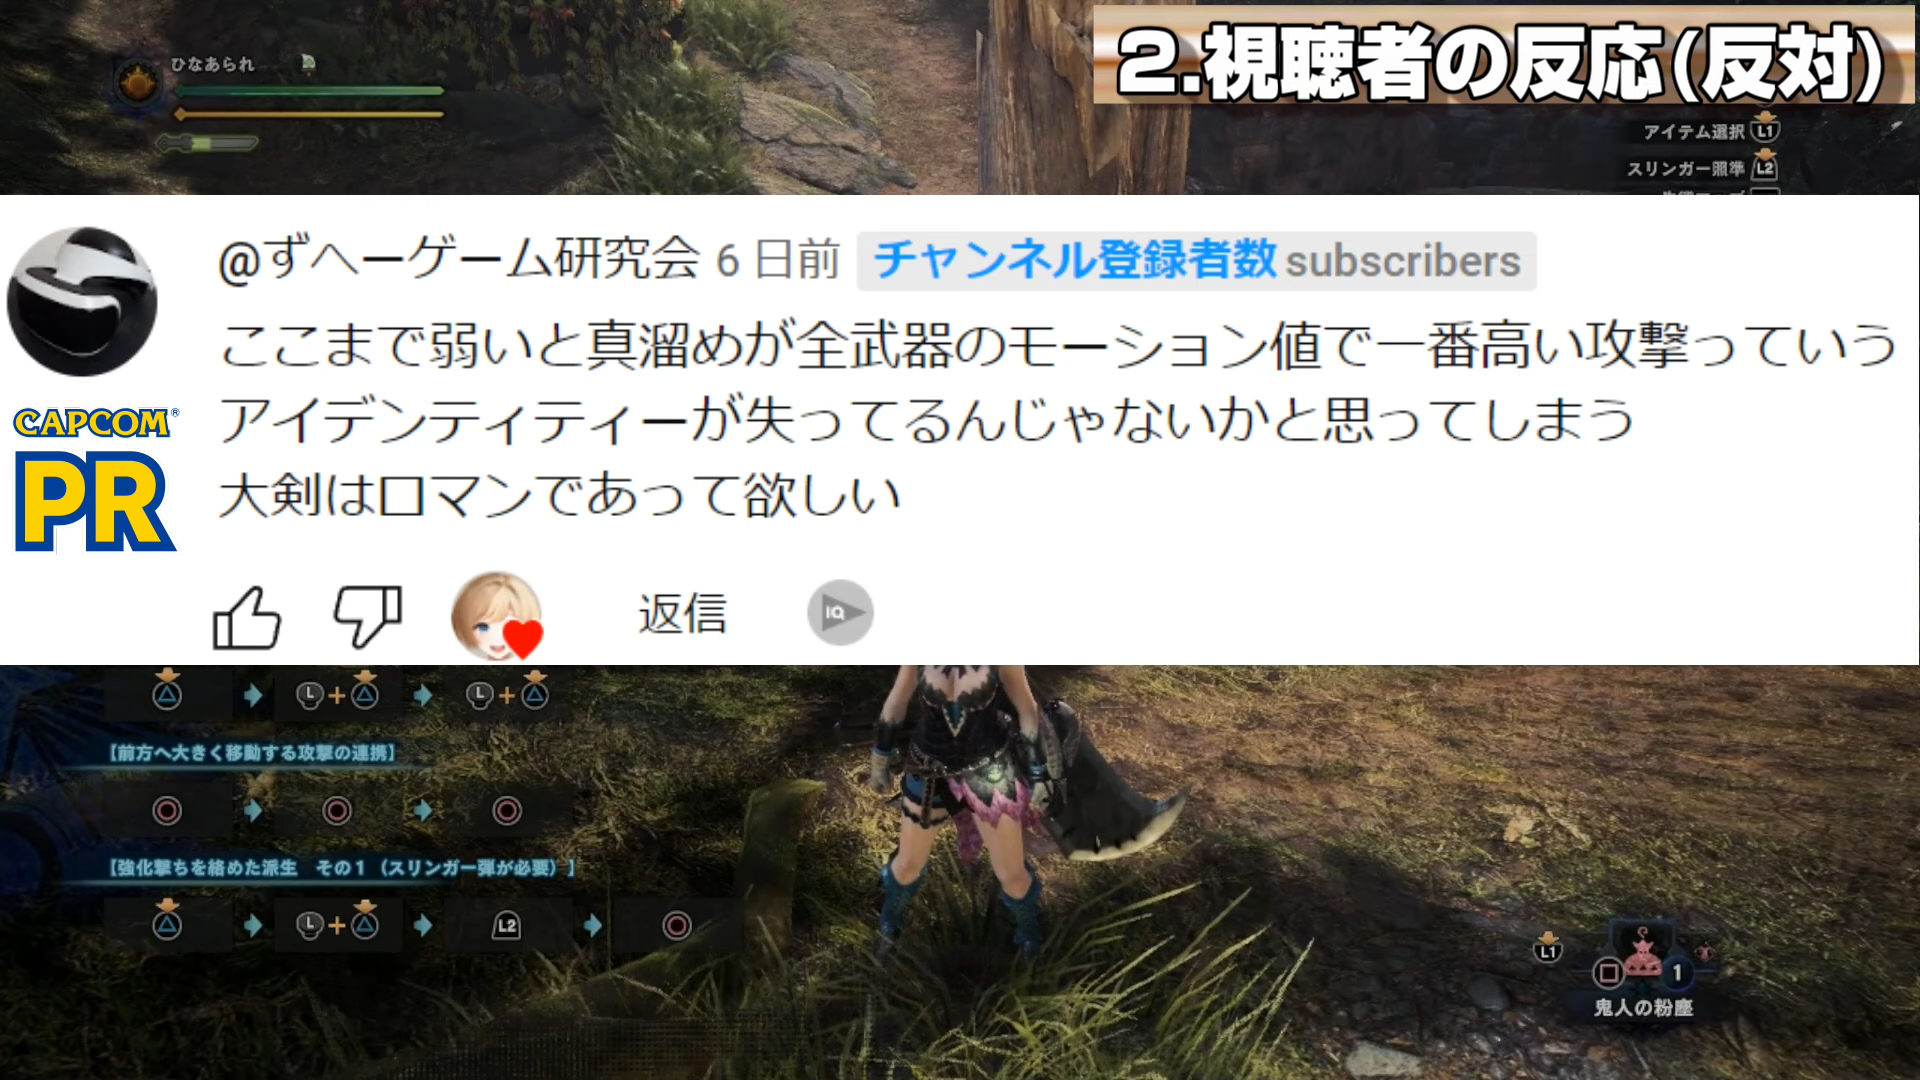 ひなあられ
2.視聴者の反応(反対)
アイテム選択 L1
スリンガー照準 L2
@ずへーゲーム研究会 6 日前 チャンネル登録者数 subscribers
ここまで弱いと真溜めが全武器のモーション値で一番高い攻撃っていう
アイデンティティーが失ってるんじゃないかと思ってしまう
大剣はロマンであって欲しい
CAPCOM®
PR
返信
IQ
L + L +
【前方へ大きく移動する攻撃の連携】
【強化撃ちを絡めた派生 その1（スリンガー弾が必要）】
L + L2
L1
1
鬼人の粉塵